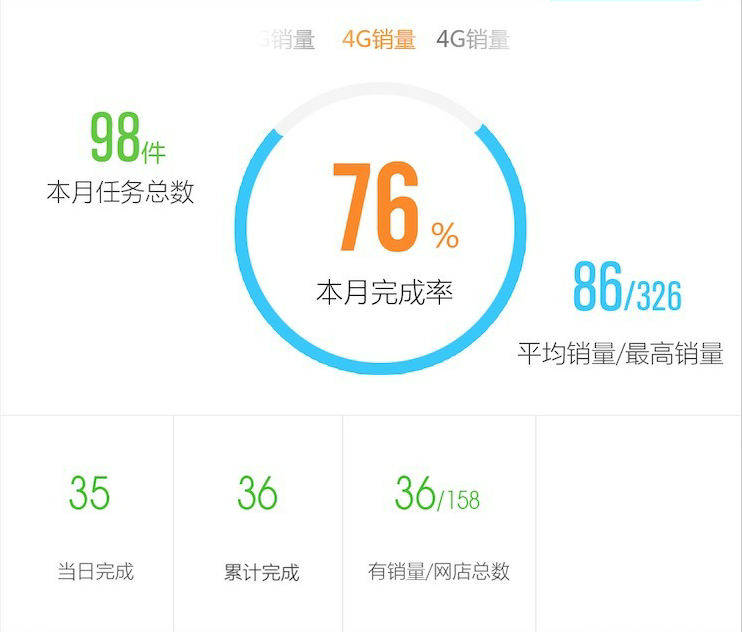 G销量 4G销量 4G销量
98件
本月任务总数
76 %
本月完成率
86/326
平均销量/最高销量
35 36 36/158
当日完成 累计完成 有销量/网店总数